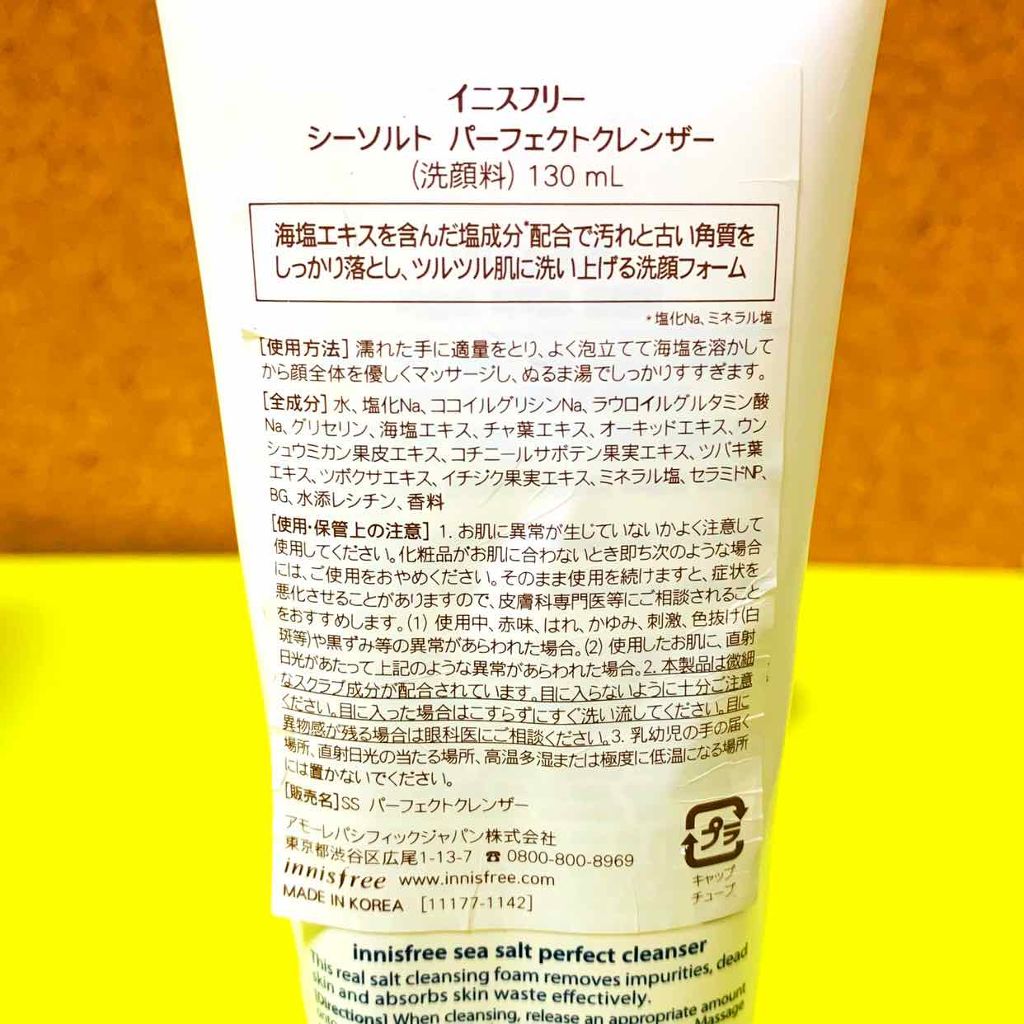 イニスフリー
シーソルト パーフェクトクレンザー
(洗顔料) 130 mL
海塩エキスを含んだ塩成分*配合で汚れと古い角質を
しっかり落とし、ツルツル肌に洗い上げる洗顔フォーム
*塩化Na、ミネラル塩
[使用方法] 濡れた手に適量をとり、よく泡立てて海塩を溶かして
から顔全体を優しくマッサージし、ぬるま湯でしっかりすすぎます。
[全成分] 水、塩化Na、ココイルグリシンNa、ラウロイルグルタミン酸
Na、グリセリン、海塩エキス、チャ葉エキス、オーキッドエキス、ウン
シュウミカン果皮エキス、コチニールサボテン果実エキス、ツバキ葉
エキス、ツボクサエキス、イチジク果実エキス、ミネラル塩、セラミドNP、
BG、水添レシチン、香料
[使用・保管上の注意] 1. お肌に異常が生じていないかよく注意して
使用してください。化粧品がお肌に合わないとき即ち次のような場合
には、ご使用をおやめください。そのまま使用を続けますと、症状を
悪化させることがありますので、皮膚科専門医等にご相談されること
をおすすめします。(1) 使用中、赤味、はれ、かゆみ、刺激、色抜け(白
斑等)や黒ずみ等の異常があらわれた場合。(2) 使用したお肌に、直射
日光があたって上記のような異常があらわれた場合。2. 本製品は微細
なスクラブ成分が配合されています。目に入らないように十分ご注意
ください。目に入った場合はこすらずにすぐ洗い流してください。目に
異物感が残る場合は眼科医にご相談ください。3. 乳幼児の手の届く
場所、直射日光の当たる場所、高温多湿または極度に低温になる場所
には置かないでください。
[販売名]SS パーフェクトクレンザー
アモーレパシフィックジャパン株式会社
東京都渋谷区広尾1-13-7 ☎ 0800-800-8969
innisfree www.innisfree.com
MADE IN KOREA [11177-1142]
プラ
キャップ
チューブ
innisfree sea salt perfect cleanser
This real salt cleansing foam removes impurities, dead
skin and absorbs skin waste effectively.
[Directions] When cleansing, release an appropriate amount
Massage